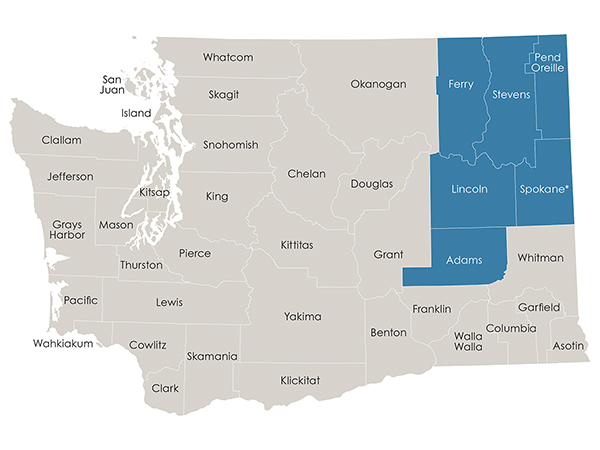 Whatcom
San
Juan
Island
Skagit
Okanogan
Ferry
Stevens
Pend
Oreille
Clallam
Snohomish
Chelan
Douglas
Jefferson
Kitsap
King
Lincoln
Spokane*
Grays
Harbor
Mason
Kittitas
Grant
Pierce
Thurston
Adams
Whitman
Pacific
Lewis
Yakima
Franklin
Garfield
Wahkiakum
Cowlitz
Skamania
Benton
Walla
Walla
Columbia
Asotin
Clark
Klickitat